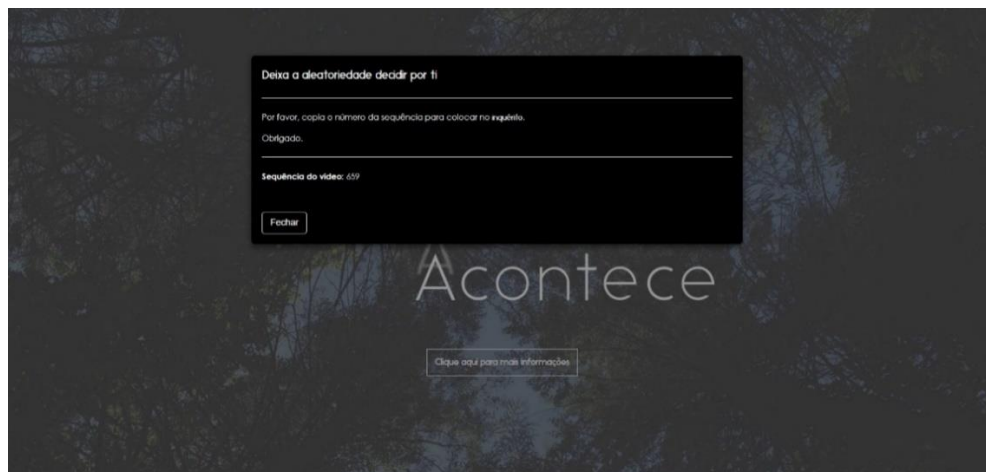 Deixa a aleatoriedade decidir por ti
Por favor, copia o número da sequência para colocar no inquérito.
Obrigado.
Sequência do video: 659
Fechar
Acontece
Clique aqui para mais informações